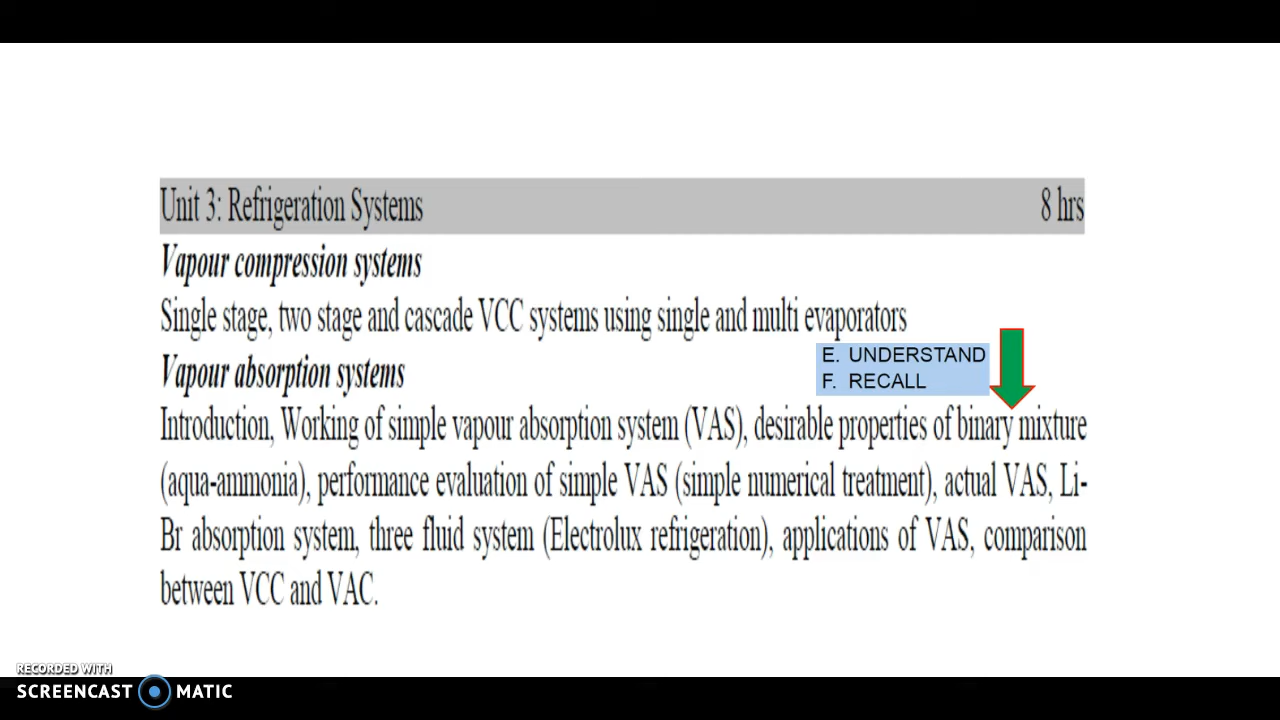 Unit 3: Refrigeration Systems 8 hrs
Vapour compression systems
Single stage, two stage and cascade VCC systems using single and multi evaporators
E. UNDERSTAND
F. RECALL
Vapour absorption systems
Introduction, Working of simple vapour absorption system (VAS), desirable properties of binary mixture
(aqua-ammonia), performance evaluation of simple VAS (simple numerical treatment), actual VAS, Li-
Br absorption system, three fluid system (Electrolux refrigeration), applications of VAS, comparison
between VCC and VAC.
RECORDED WITH
SCREENCAST MATIC